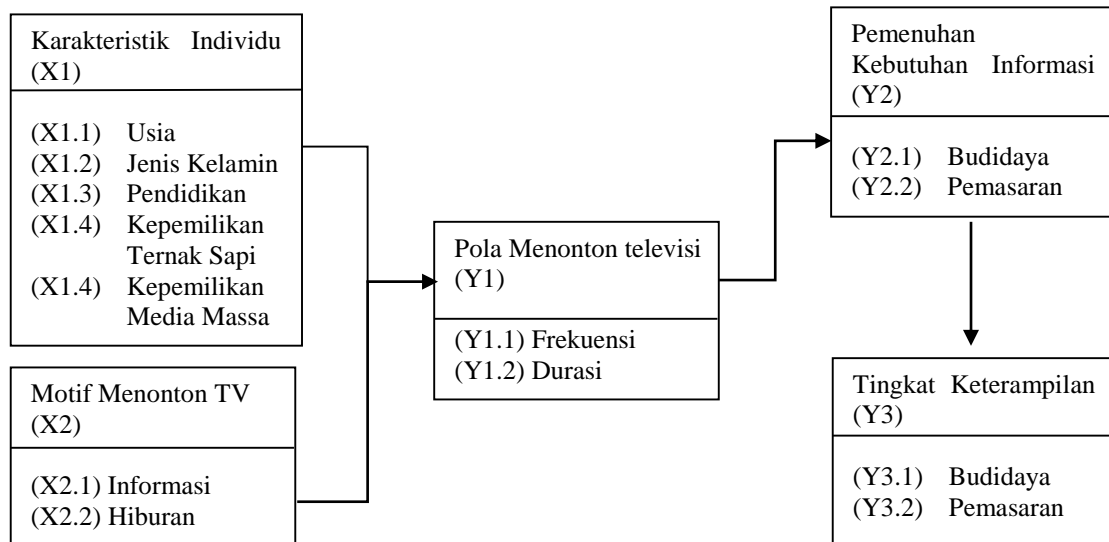 Karakteristik Individu
(X1)
(X1.1) Usia
(X1.2) Jenis Kelamin
(X1.3) Pendidikan
(X1.4) Kepemilikan
Ternak Sapi
(X1.4) Kepemilikan
Media Massa
Motif Menonton TV
(X2)
(X2.1) Informasi
(X2.2) Hiburan
Pola Menonton televisi
(Y1)
(Y1.1) Frekuensi
(Y1.2) Durasi
Pemenuhan
Kebutuhan Informasi
(Y2)
(Y2.1) Budidaya
(Y2.2) Pemasaran
Tingkat Keterampilan
(Y3)
(Y3.1) Budidaya
(Y3.2) Pemasaran